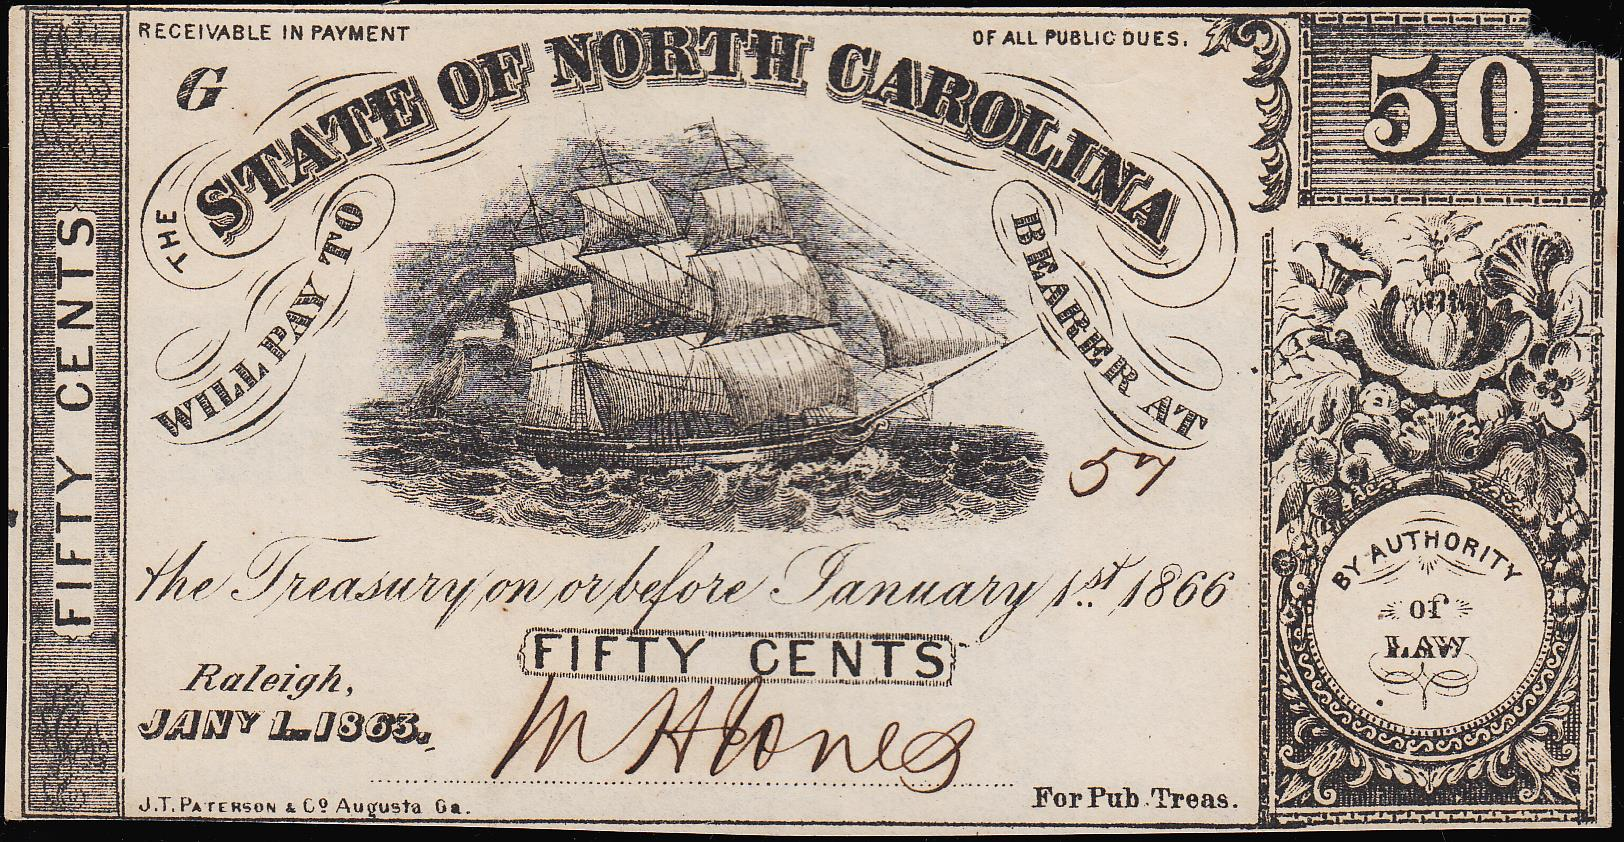 RECEIVABLE IN PAYMENT OF ALL PUBLIC DUES.
G
50
THE STATE OF NORTH CAROLINA
WILL PAY TO BEARER AT
57
the Treasury on or before January 1st. 1866
FIFTY CENTS
Raleigh,
JANY 1. 1863.
W H Jones
For Pub. Treas.
J.T. PATERSON & Co Augusta Ga.
FIFTY CENTS
BY AUTHORITY
of
LAW